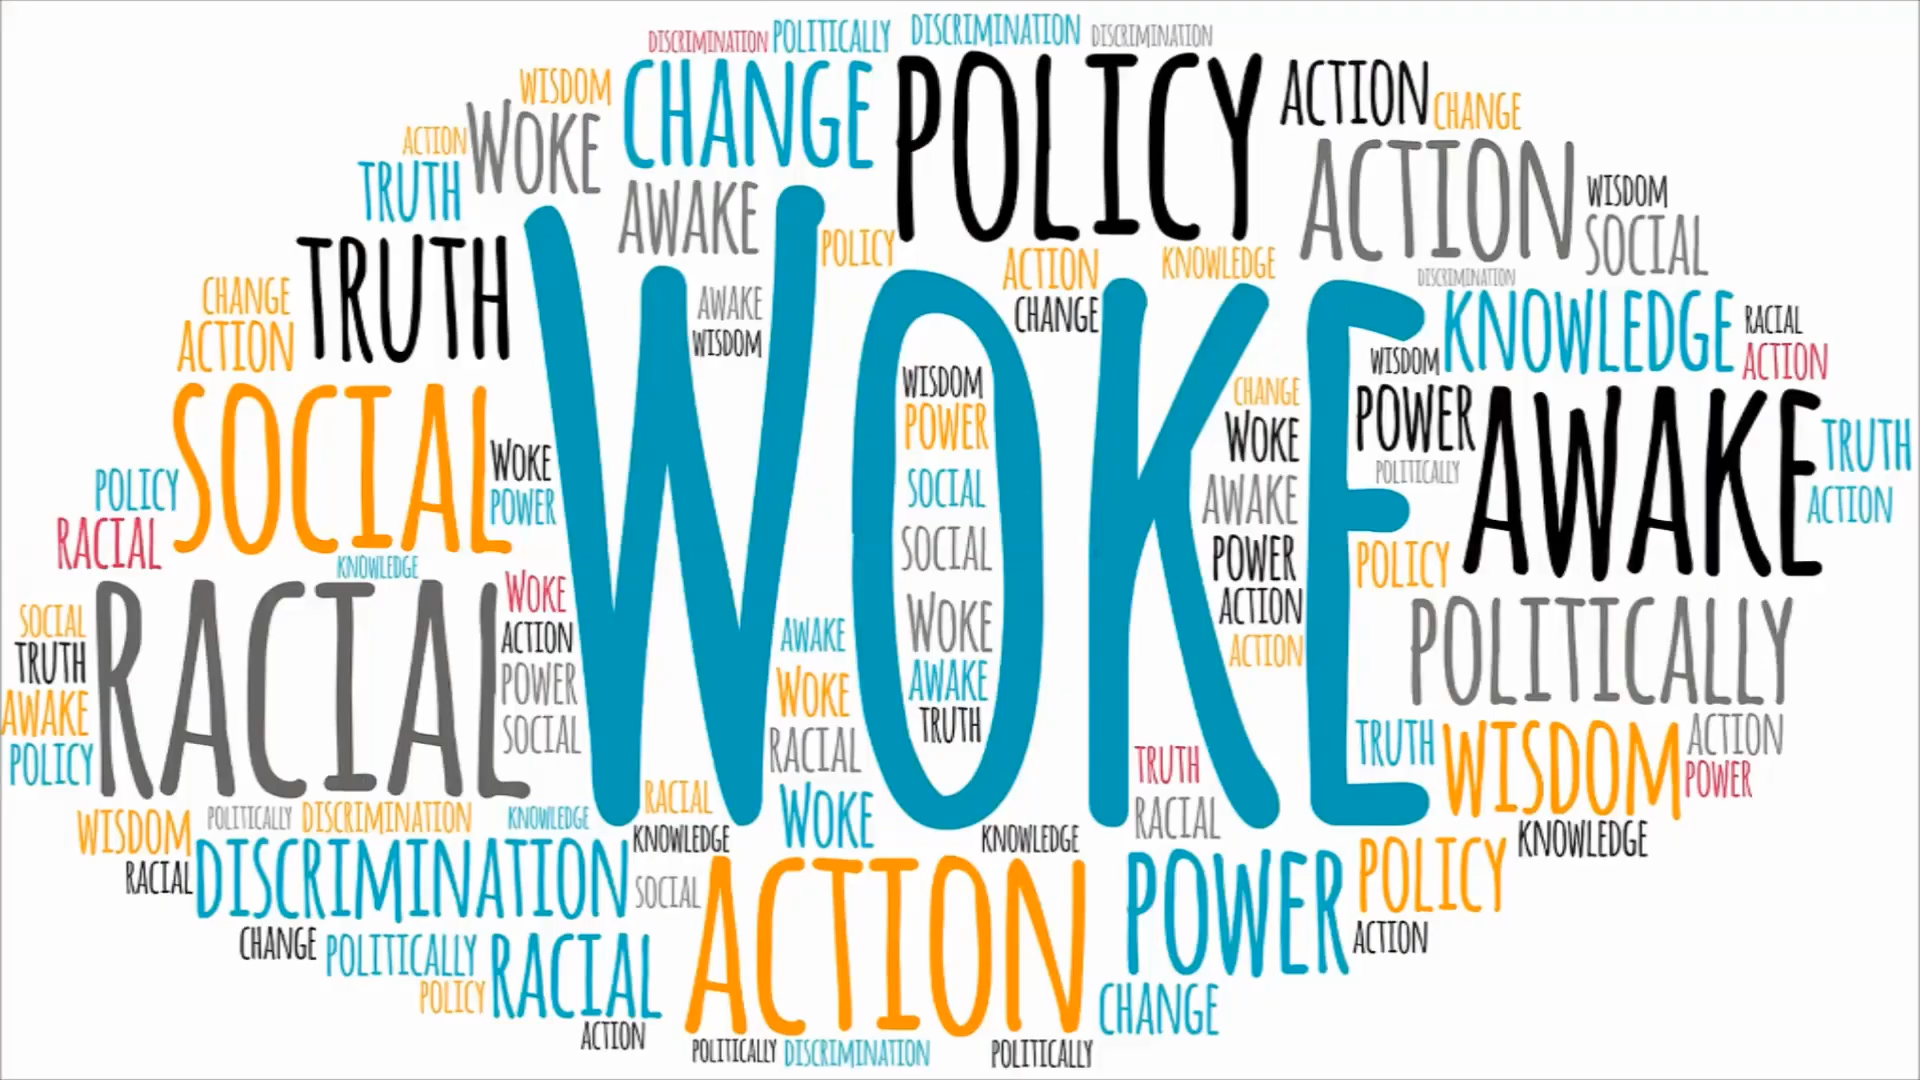 DISCRIMINATION POLITICALLY DISCRIMINATION DISCRIMINATION
WISDOM CHANGE POLICY ACTION CHANGE
ACTION WOKE ACTION WISDOM
TRUTH AWAKE SOCIAL
TRUTH POLICY ACTION KNOWLEDGE DISCRIMINATION
CHANGE AWAKE CHANGE KNOWLEDGE RACIAL
ACTION WISDOM WISDOM ACTION
WOKE
SOCIAL WISDOM CHANGE POWER AWAKE TRUTH
WOKE POWER WOKE POLITICALLY
POLICY POWER SOCIAL AWAKE ACTION
RACIAL SOCIAL POWER POLICY
KNOWLEDGE
RACIAL WOKE WOKE ACTION POLITICALLY
SOCIAL ACTION AWAKE ACTION
TRUTH POWER WOKE AWAKE
AWAKE SOCIAL RACIAL TRUTH TRUTH WISDOM ACTION
POLICY TRUTH POWER
WISDOM POLITICALLY DISCRIMINATION KNOWLEDGE RACIAL WOKE RACIAL
KNOWLEDGE KNOWLEDGE KNOWLEDGE
RACIAL DISCRIMINATION SOCIAL ACTION POWER POLICY
CHANGE POLITICALLY RACIAL ACTION
POLICY CHANGE
ACTION POLITICALLY DISCRIMINATION POLITICALLY